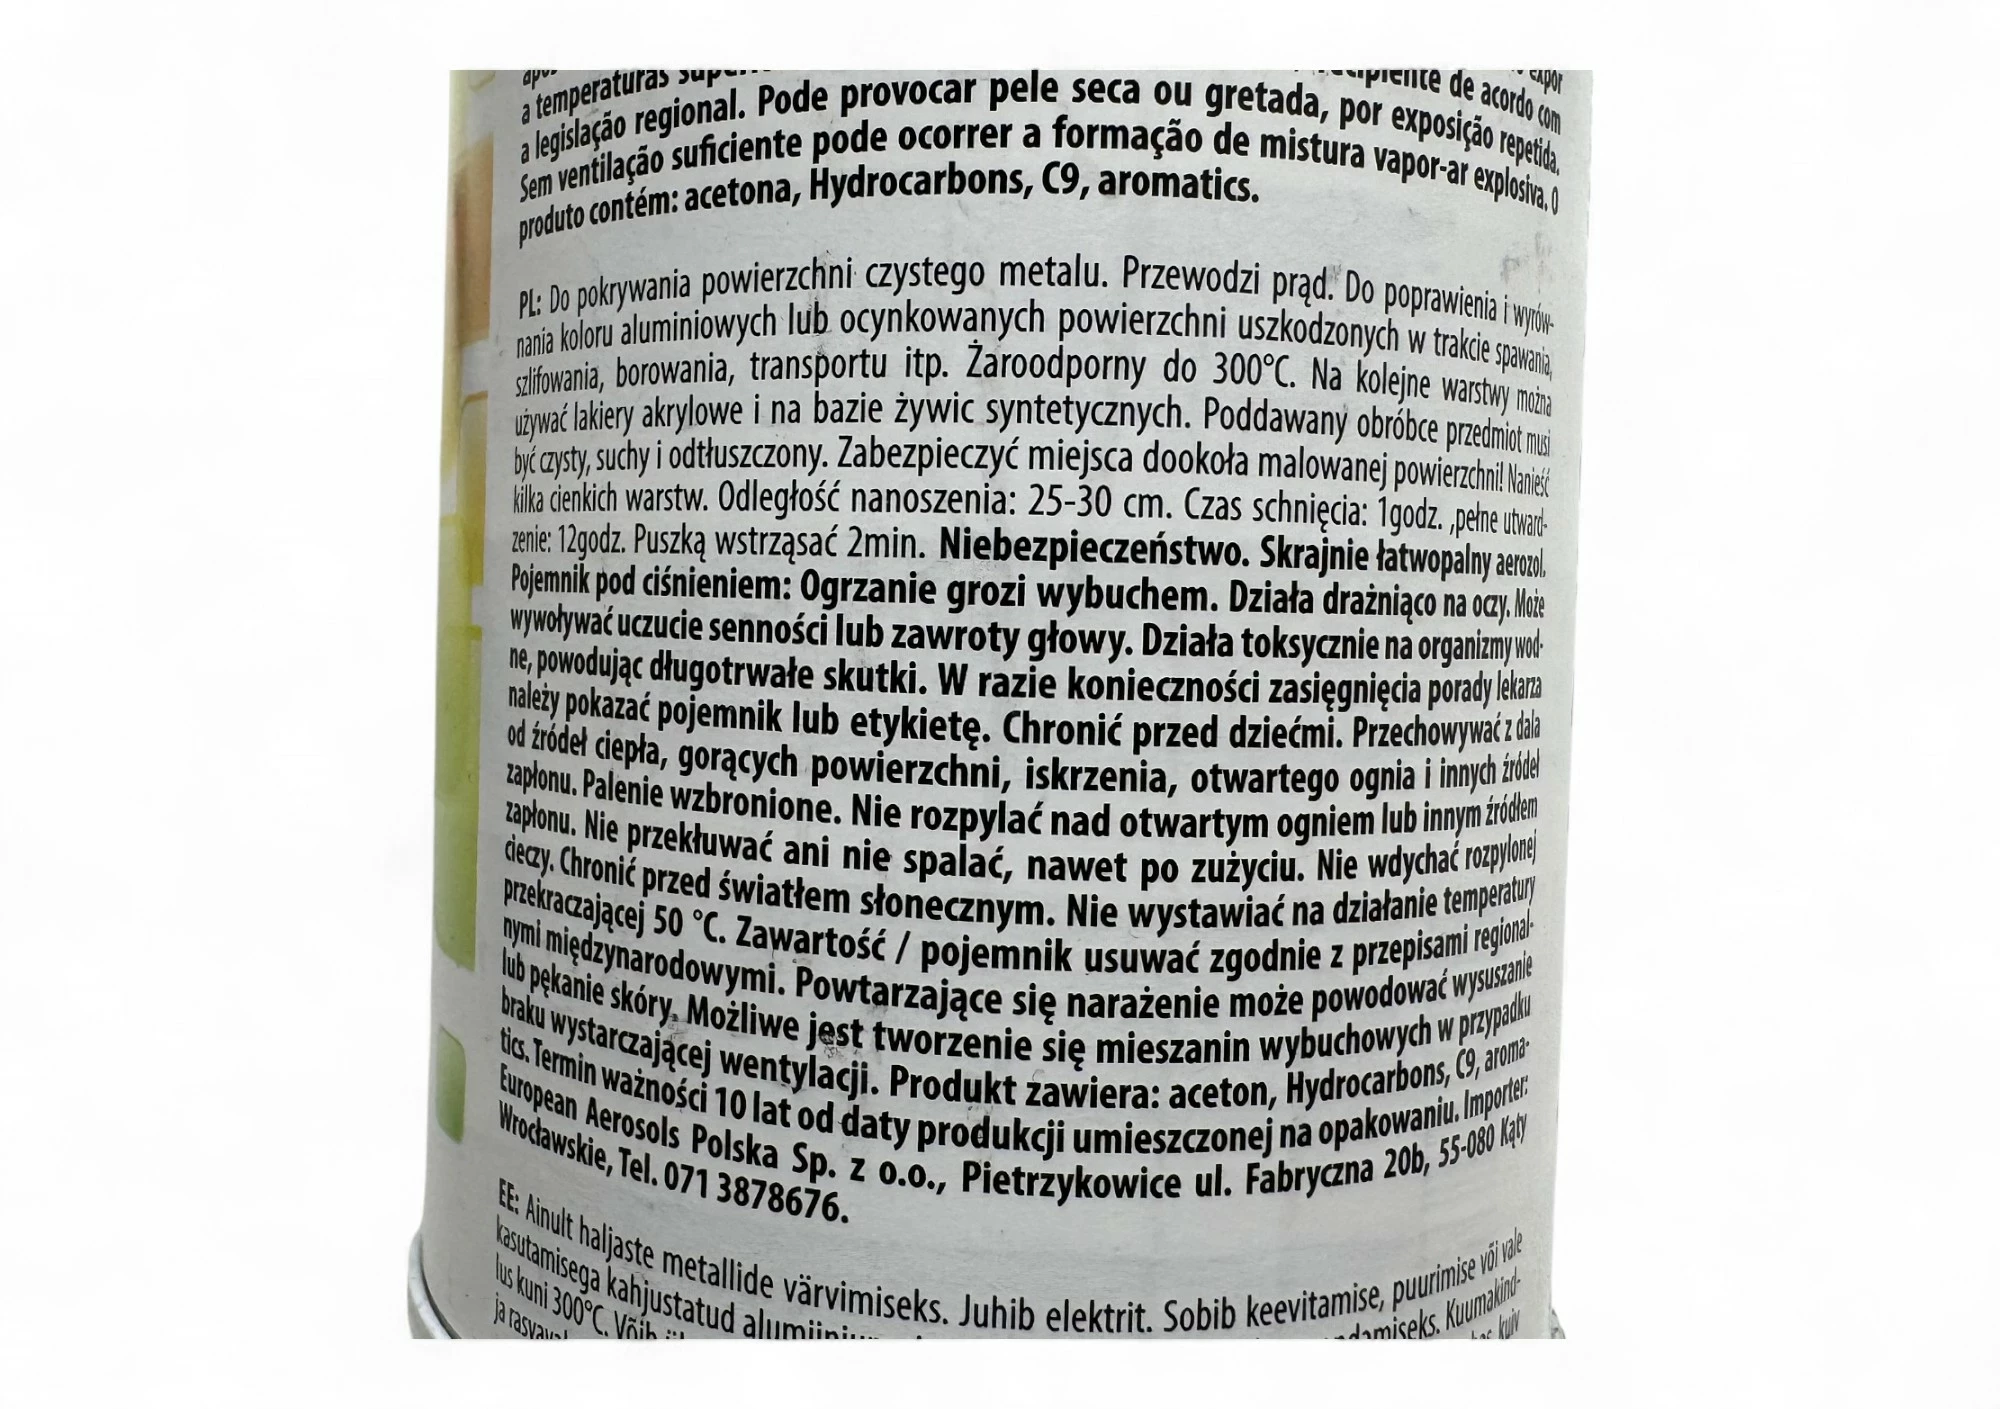 a temperaturas
a legislação regional. Pode provocar pele seca ou gretada, por exposição repetida.
Sem ventilação suficiente pode ocorrer a formação de mistura vapor-ar explosiva. O
produto contém: acetona, Hydrocarbons, C9, aromatics.
PL: Do pokrywania powierzchni czystego metalu. Przewodzi prąd. Do poprawienia i wyrów-
nania koloru aluminiowych lub ocynkowanych powierzchni uszkodzonych w trakcie spawania,
szlifowania, borowania, transportu itp. Żaroodporny do 300°C. Na kolejne warstwy można
używać lakiery akrylowe i na bazie żywic syntetycznych. Poddawany obróbce przedmiot musi
być czysty, suchy i odtłuszczony. Zabezpieczyć miejsca dookoła malowanej powierzchni! Nanieść
kilka cienkich warstw. Odległość nanoszenia: 25-30 cm. Czas schnięcia: 1godz. ,pełne utward-
zenie: 12godz. Puszką wstrząsać 2min. Niebezpieczeństwo. Skrajnie łatwopalny aerozol.
Pojemnik pod ciśnieniem: Ogrzanie grozi wybuchem. Działa drażniąco na oczy. Może
wywoływać uczucie senności lub zawroty głowy. Działa toksycznie na organizmy wod-
ne, powodując długotrwałe skutki. W razie konieczności zasięgnięcia porady lekarza
należy pokazać pojemnik lub etykietę. Chronić przed dziećmi. Przechowywać z dala
od źródeł ciepła, gorących powierzchni, iskrzenia, otwartego ognia i innych źródeł
zapłonu. Palenie wzbronione. Nie rozpylać nad otwartym ogniem lub innym źródłem
zapłonu. Nie przekłuwać ani nie spalać, nawet po zużyciu. Nie wdychać rozpylonej
cieczy. Chronić przed światłem słonecznym. Nie wystawiać na działanie temperatury
przekraczającej 50 °C. Zawartość / pojemnik usuwać zgodnie z przepisami regional-
nymi międzynarodowymi. Powtarzające się narażenie może powodować wysuszanie
lub pękanie skóry. Możliwe jest tworzenie się mieszanin wybuchowych w przypadku
braku wystarczającej wentylacji. Produkt zawiera: aceton, Hydrocarbons, C9, aroma-
tics. Termin ważności 10 lat od daty produkcji umieszczonej na opakowaniu. Importer:
European Aerosols Polska Sp. z o.o., Pietrzykowice ul. Fabryczna 20b, 55-080 Kąty
Wrocławskie, Tel. 071 3878676.
EE: Ainult haljaste metallide värvimiseks. Juhib elektrit. Sobib keevitamise, puurimise või vale
kasutamisega kahjustatud
lus kuni 300°C. Kuumakind-
kuiv